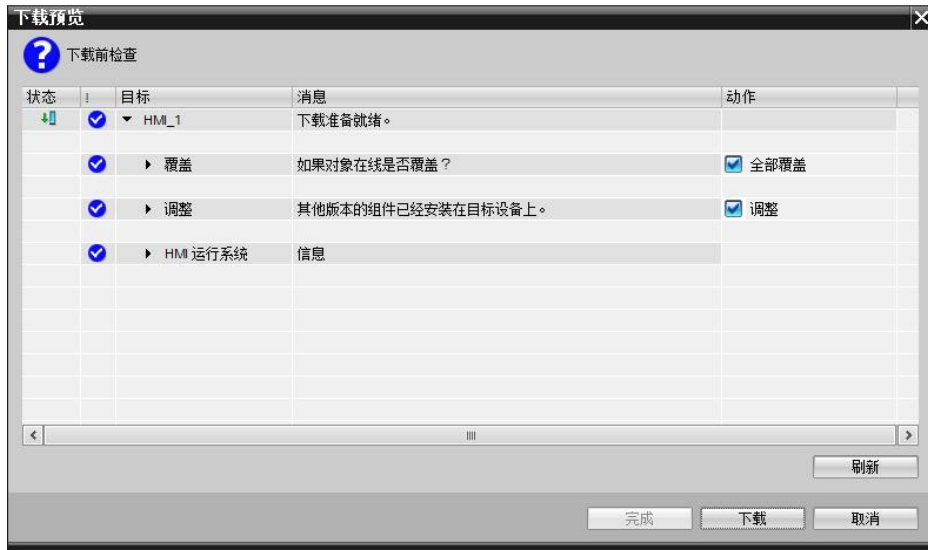 下载预览
下载前检查
状态 ! 目标 消息 动作
HMI_1 下载准备就绪。
覆盖 如果对象在线是否覆盖？ 全部覆盖
调整 其他版本的组件已经安装在目标设备上。 调整
HMI 运行系统 信息
刷新
完成 下载 取消